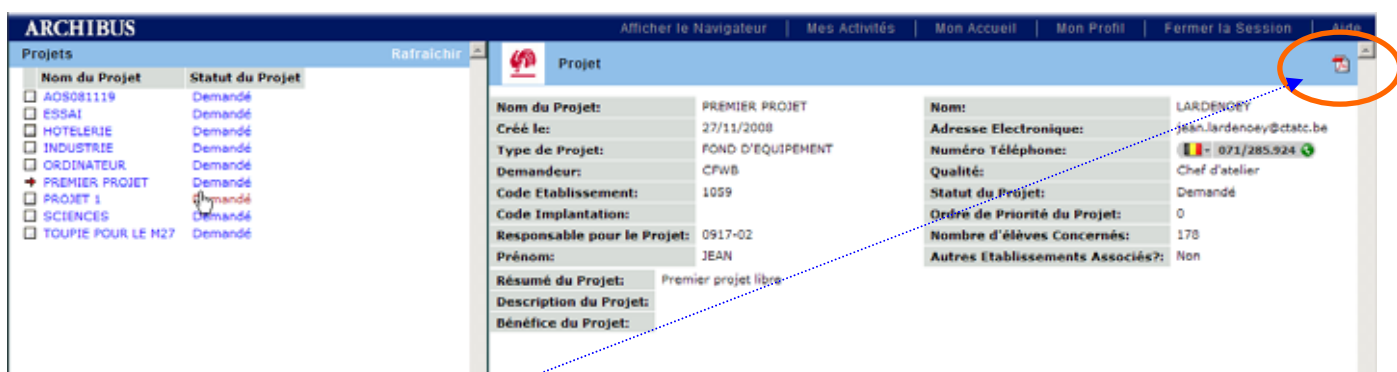 ARCHIBUS
Afficher le Navigateur | Mes Activités | Mon Accueil | Mon Profil | Fermer la Session | Aide
Projets Rafraîchir
Nom du Projet Statut du Projet
AOS081119 Demandé
ESSAI Demandé
HOTELERIE Demandé
INDUSTRIE Demandé
ORDINATEUR Demandé
PREMIER PROJET Demandé
PROJET 1 Demandé
SCIENCES Demandé
TOUPIE POUR LE M27 Demandé
Projet
Nom du Projet: PREMIER PROJET Nom: LARDENOEY
Créé le: 27/11/2008 Adresse Electronique: jean.lardenoey@ctatc.be
Type de Projet: FOND D'EQUIPEMENT Numéro Téléphone: 071/285.924
Demandeur: CFWB Qualité: Chef d'atelier
Code Etablissement: 1059 Statut du Projet: Demandé
Code Implantation: Ordre de Priorité du Projet: 0
Responsable pour le Projet: 0917-02 Nombre d'élèves Concernés: 178
Prénom: JEAN Autres Etablissements Associés?: Non
Résumé du Projet: Premier projet libre
Description du Projet:
Bénéfice du Projet: